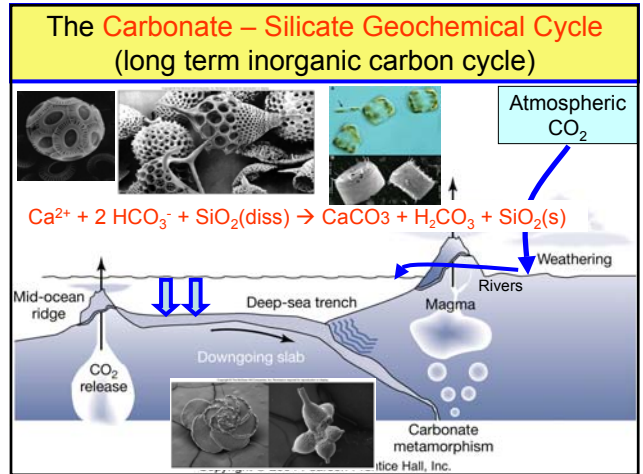 The Carbonate – Silicate Geochemical Cycle
(long term inorganic carbon cycle)
Atmospheric
CO₂
Ca²⁺ + 2 HCO₃⁻ + SiO₂(diss) → CaCO3 + H₂CO₃ + SiO₂(s)
Weathering
Rivers
Mid-ocean
ridge
Deep-sea trench
Magma
Downgoing slab
CO₂
release
Carbonate
metamorphism
Prentice Hall, Inc.